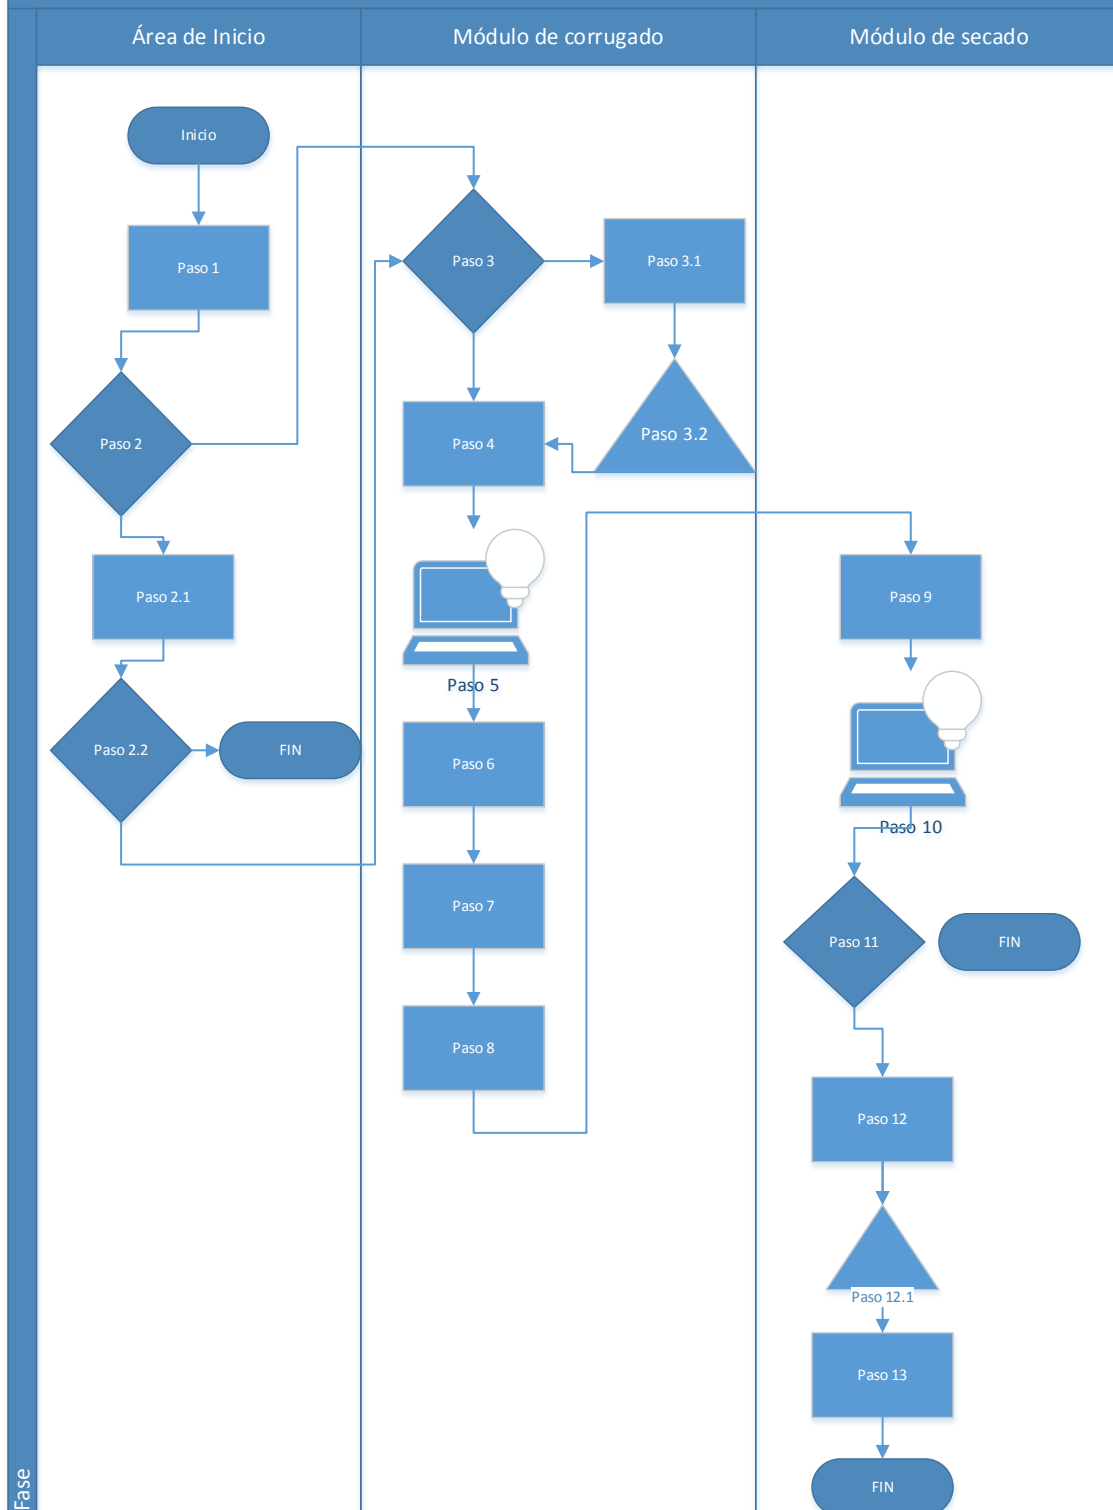 Área de Inicio
Módulo de corrugado
Módulo de secado
Inicio
Paso 1
Paso 2
Paso 2.1
Paso 2.2
FIN
Paso 3
Paso 3.1
Paso 3.2
Paso 4
Paso 5
Paso 6
Paso 7
Paso 8
Paso 9
Paso 10
Paso 11
FIN
Paso 12
Paso 12.1
Paso 13
FIN
Fase